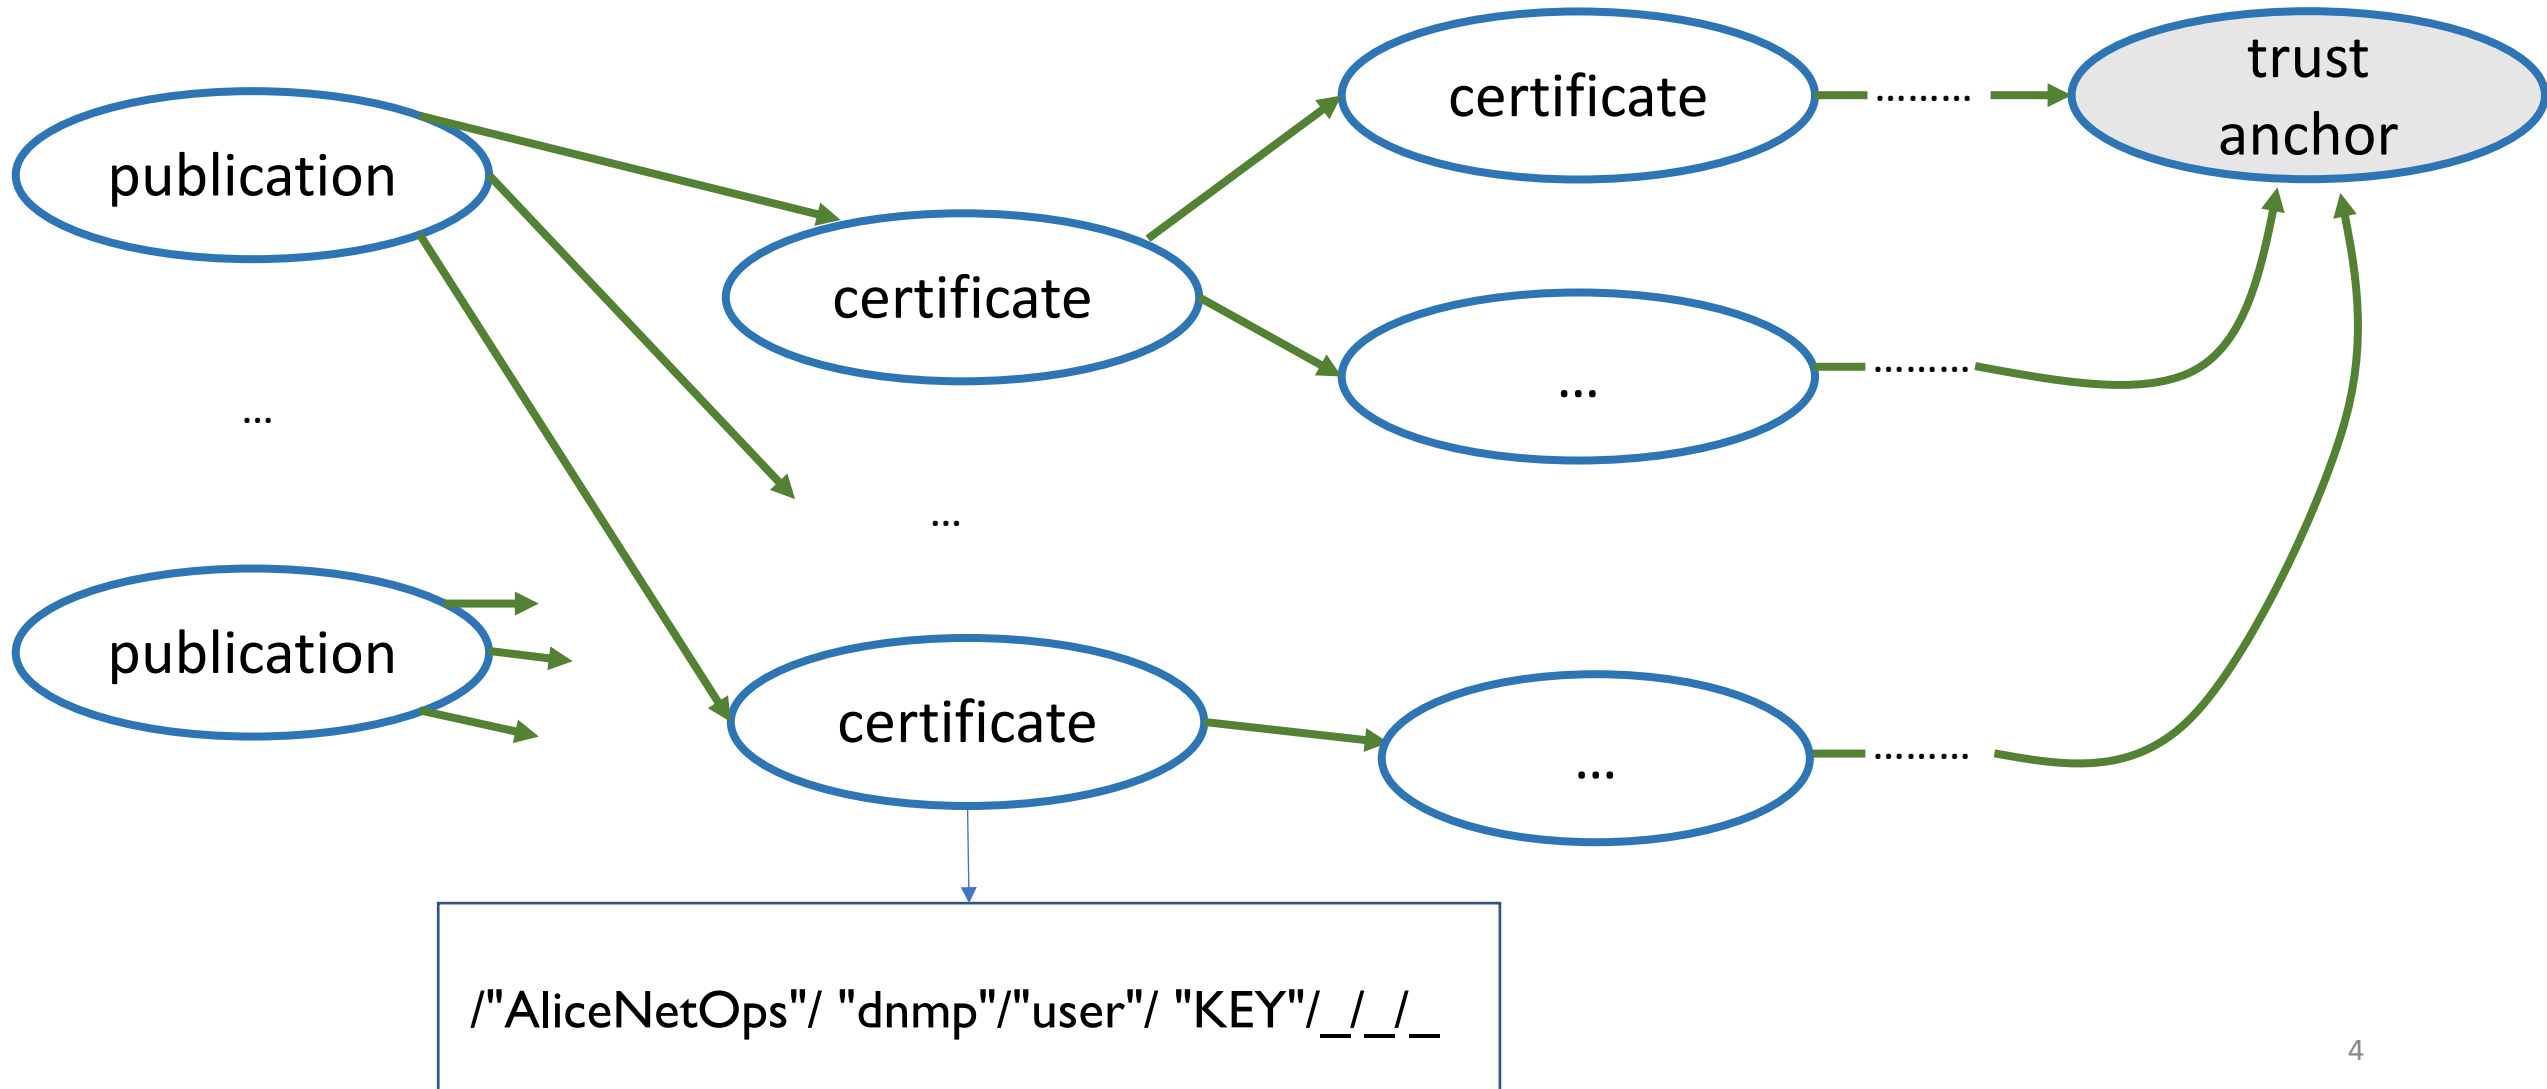 certificate
.........
trust
anchor
publication
certificate
...
.........
...
...
publication
certificate
...
.........
/"AliceNetOps"/ "dnmp"/"user"/ "KEY"/_/_/_
4